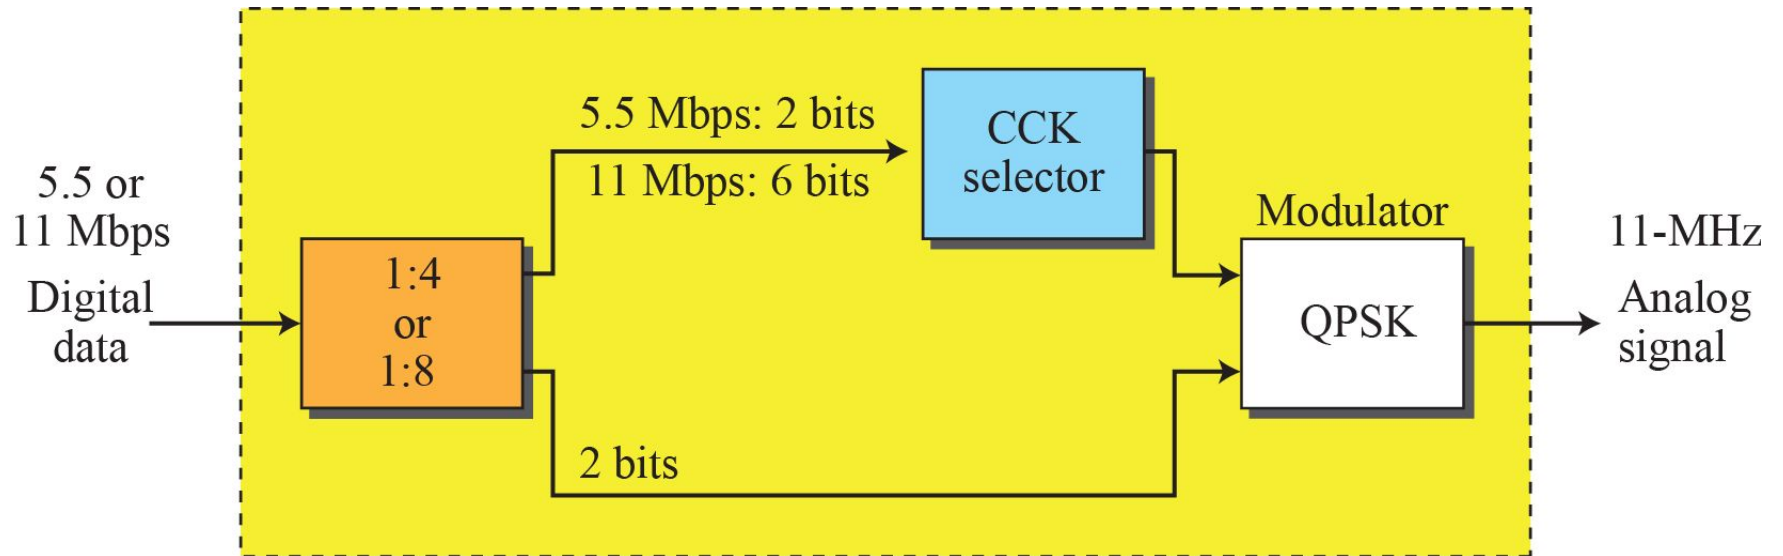 5.5 or
11 Mbps
Digital
data
1:4
or
1:8
5.5 Mbps: 2 bits
11 Mbps: 6 bits
2 bits
CCK
selector
Modulator
QPSK
11-MHz
Analog
signal